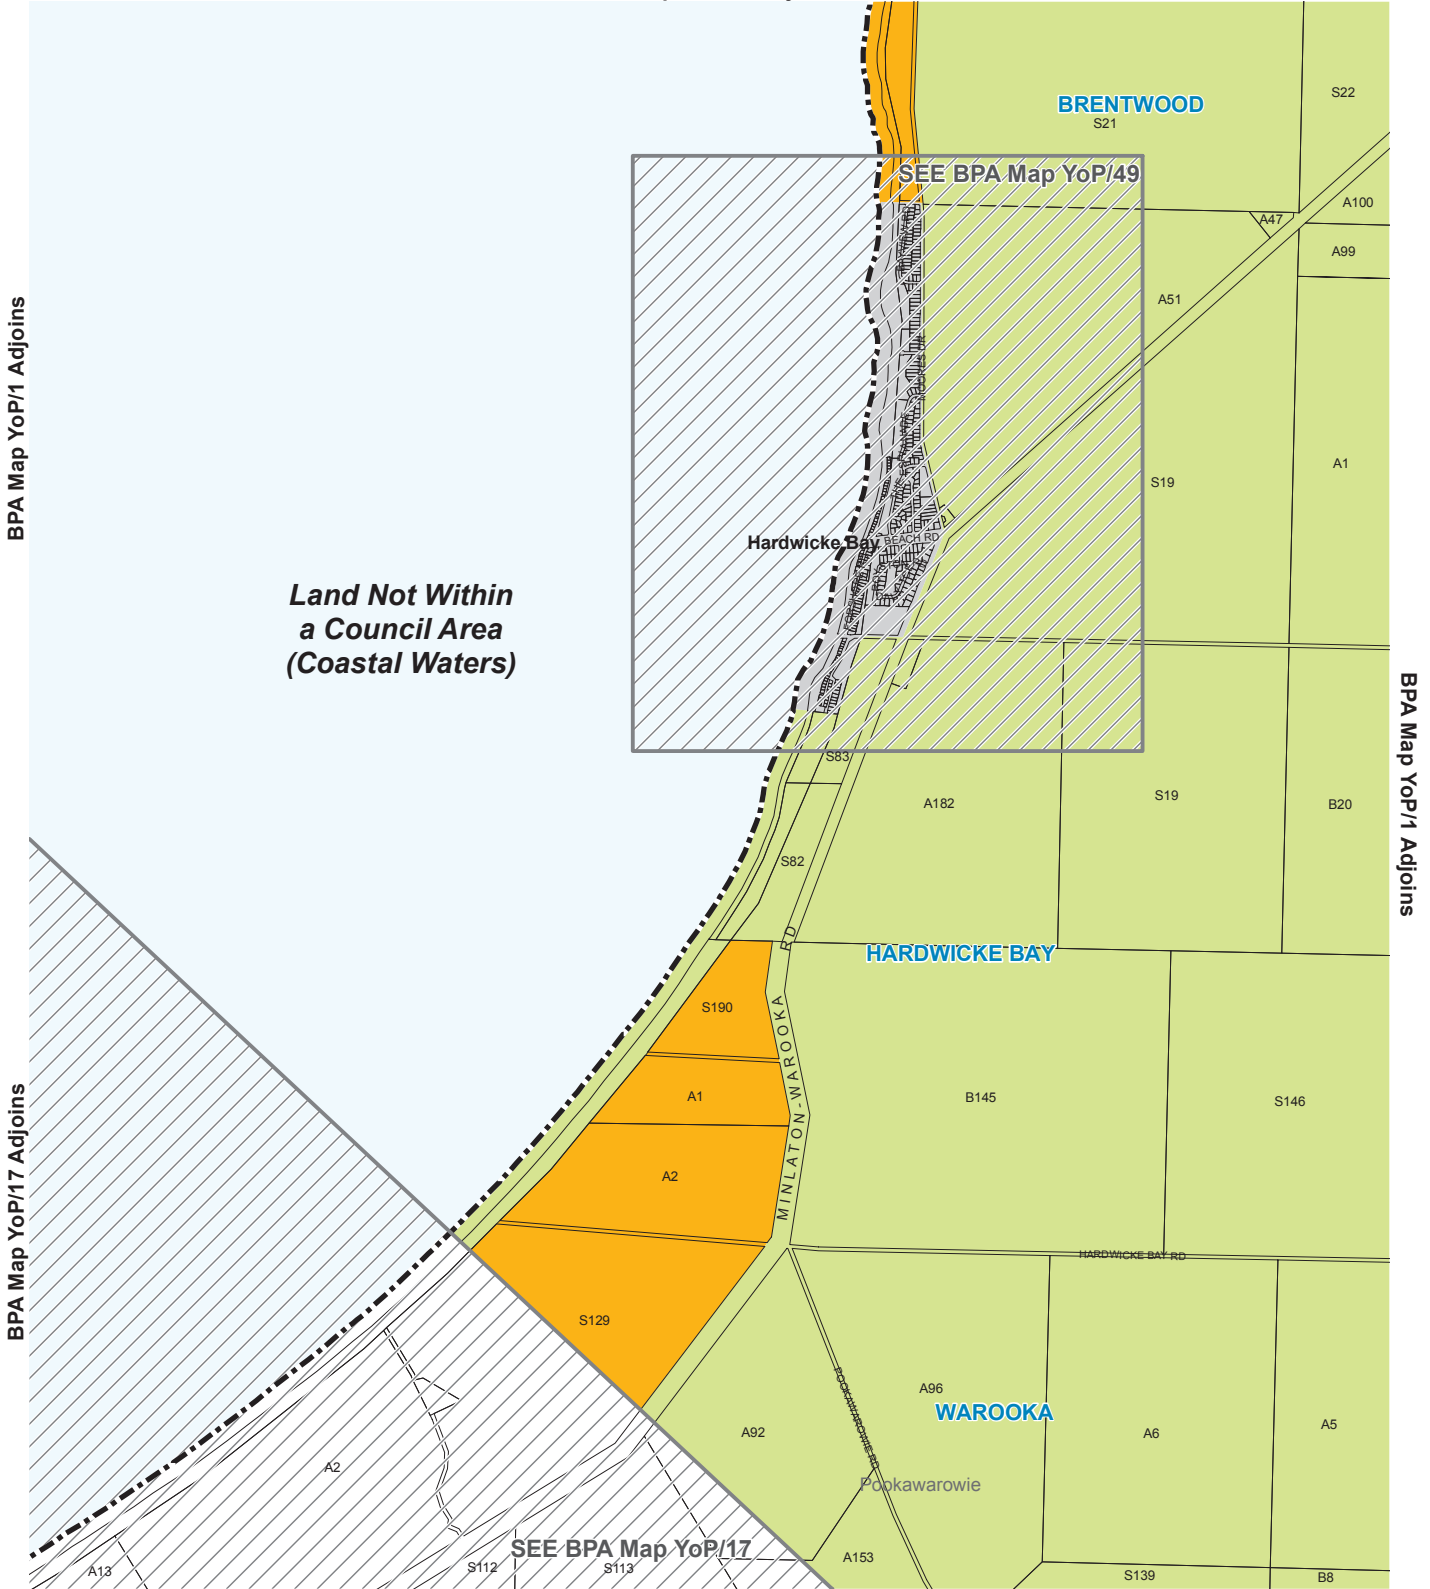 BRENTWOOD
S22
S21
SEE BPA Map YoP/49
A100
A47
A99
A51
BPA Map YoP/1 Adjoins
A1
S19
Hardwicke Bay
BEACH RD
Land Not Within
a Council Area
(Coastal Waters)
BPA Map YoP/1 Adjoins
S83
A182
S19
B20
S82
HARDWICKE BAY
MINLATON-WAROOKA RD
S190
A1
B145
S146
A2
BPA Map YoP/17 Adjoins
HARDWICKE BAY RD
S129
POOKAWAROWIE RD
A96
WAROOKA
A92
A6
A5
A2
Pookawarowie
SEE BPA Map YoP/17
A153
A13
S112
S113
S139
B8